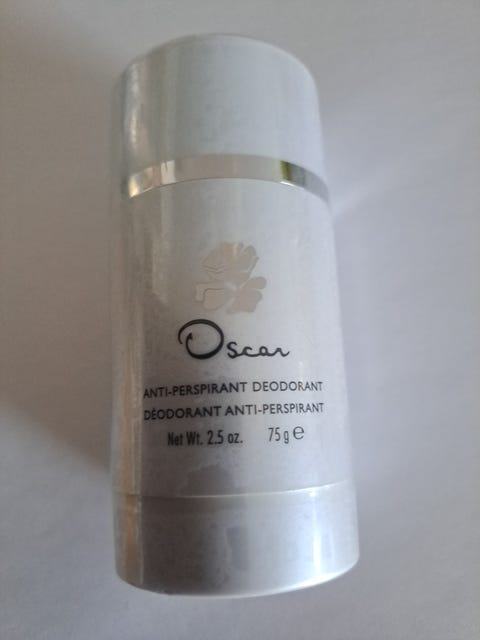 Oscar
ANTI-PERSPIRANT DEODORANT
DÉODORANT ANTI-PERSPIRANT
Net Wt. 2.5 oz. 75 g ℮